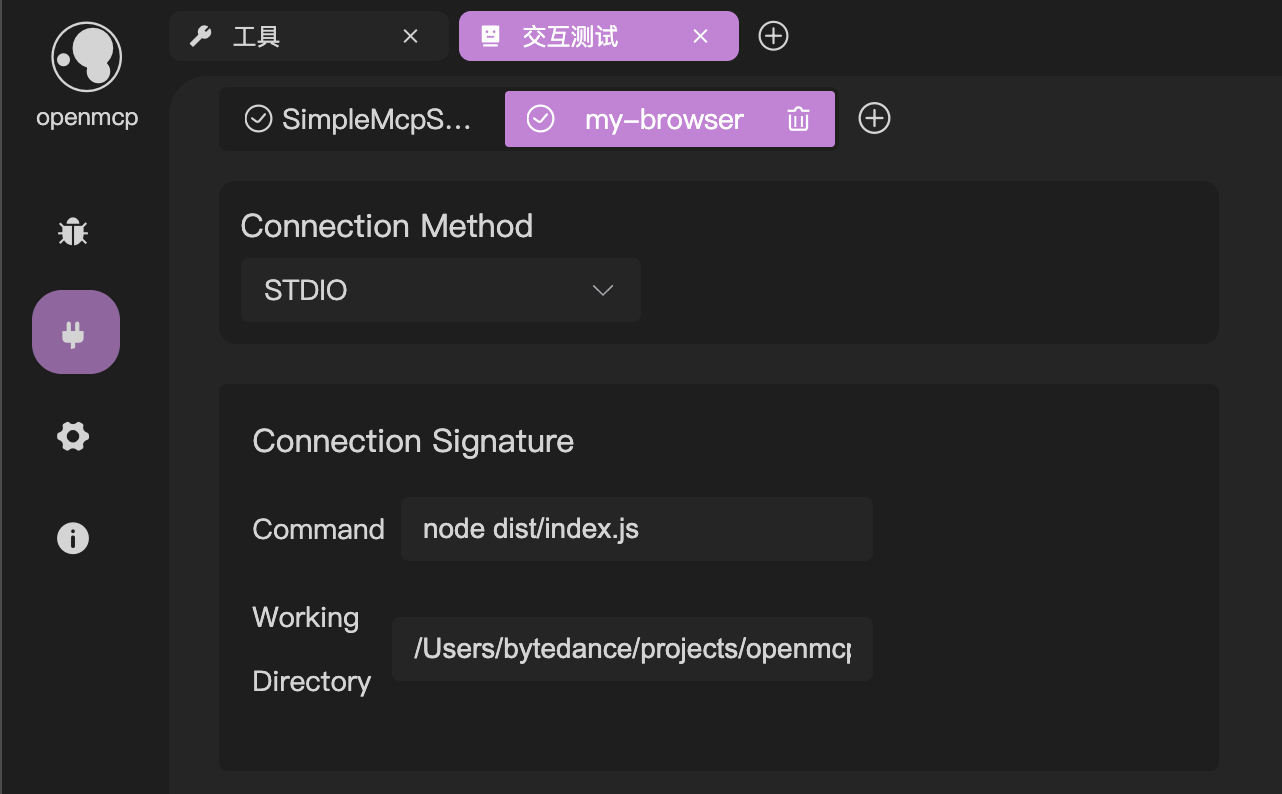 工具
交互测试
openmcp
SimpleMcpS...
my-browser
Connection Method
STDIO
Connection Signature
Command
node dist/index.js
Working
Directory
/Users/bytedance/projects/openmcp